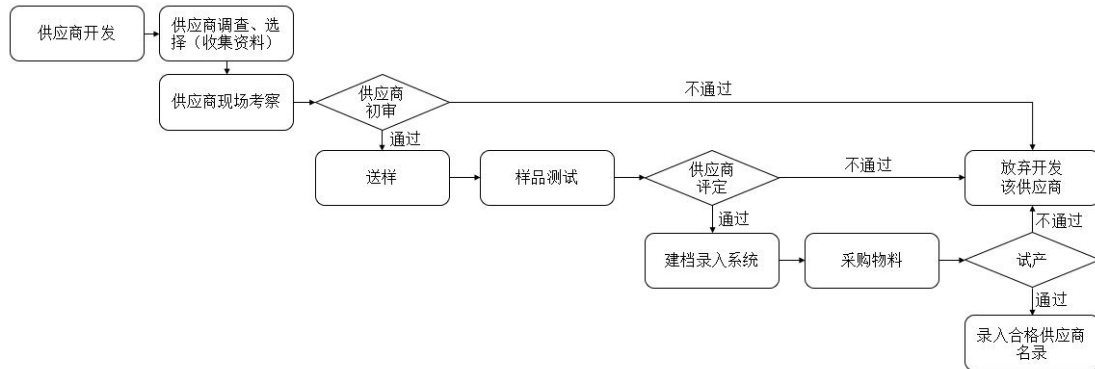 供应商开发
供应商调查、选
择（收集资料）
供应商现场考察
供应商
初审
不通过
通过
送样
样品测试
供应商
评定
不通过
放弃开发
该供应商
通过
不通过
建档录入系统
采购物料
试产
通过
录入合格供应商
名录